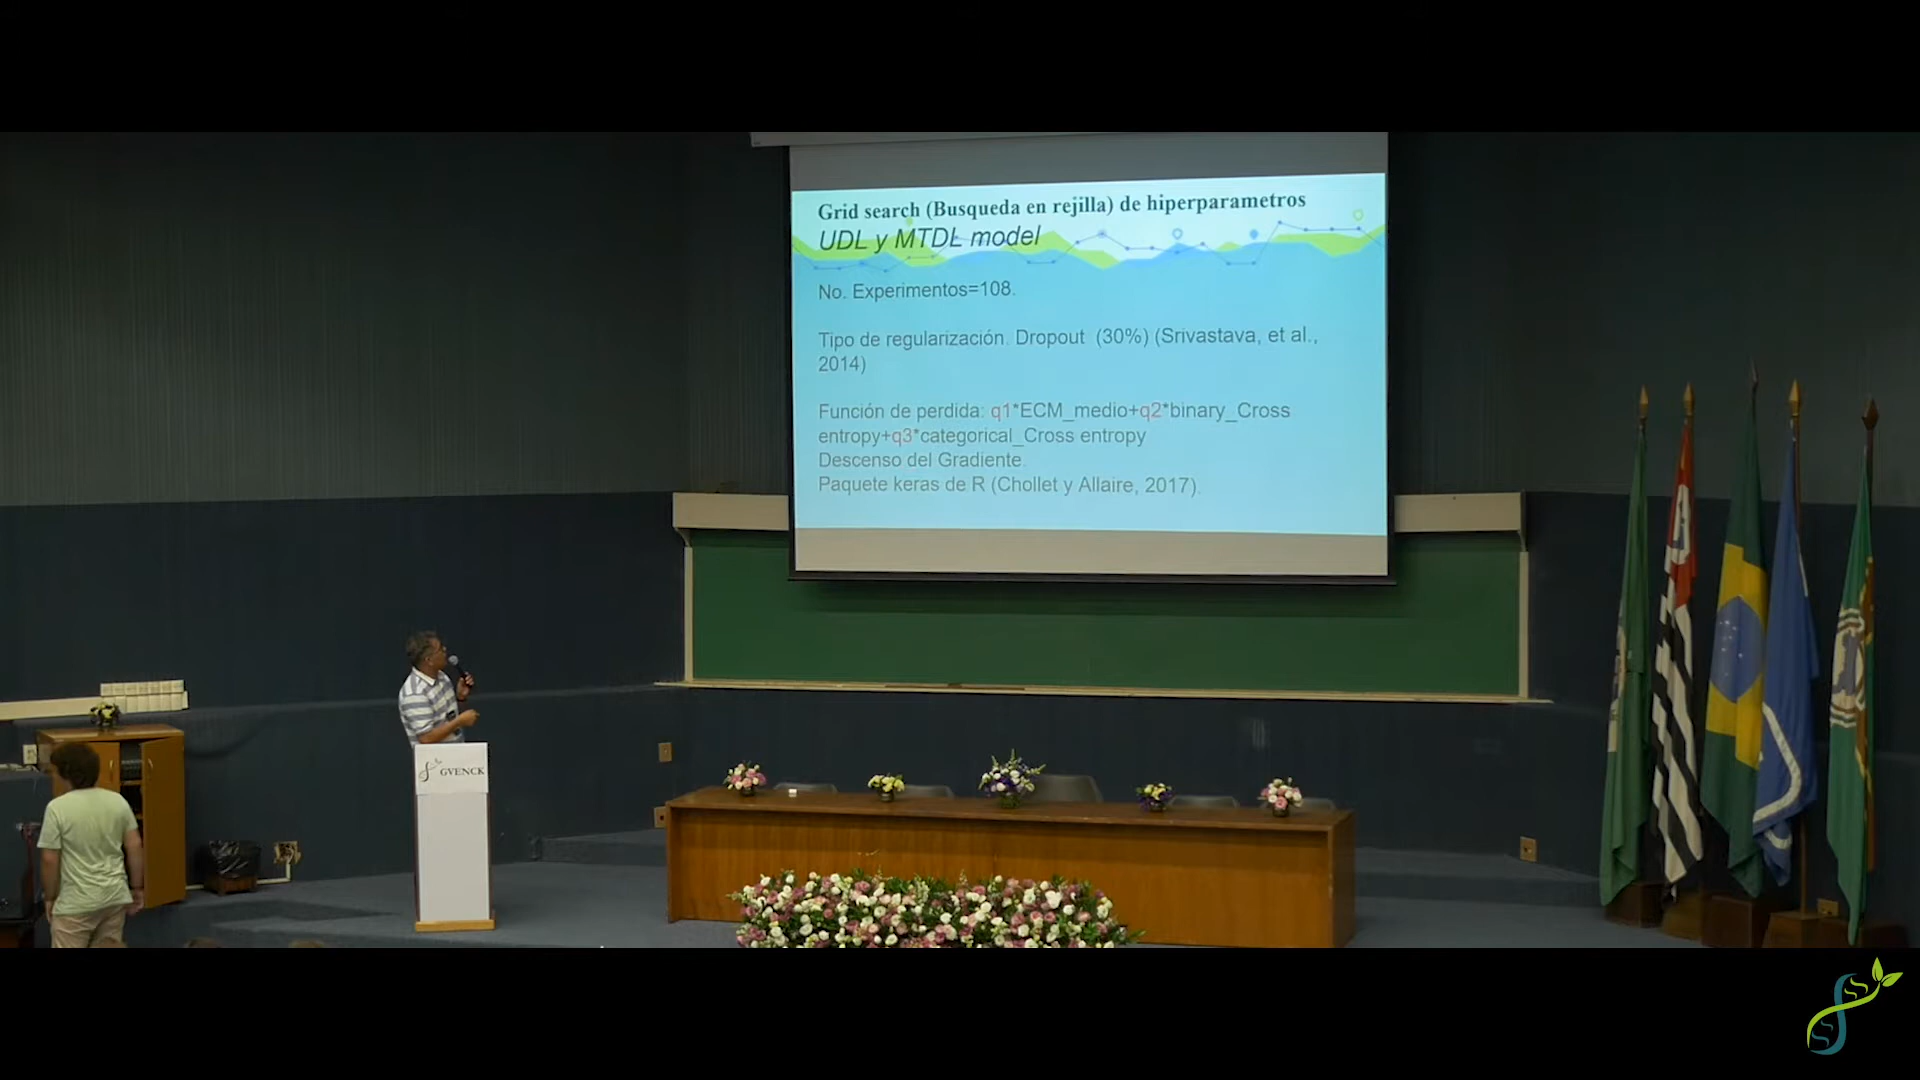 Grid search (Busqueda en rejilla) de hiperparametros
UDL y MTDL model
No. Experimentos=108.
Tipo de regularización. Dropout (30%) (Srivastava, et al.,
2014)
Función de perdida: q1*ECM_medio+q2*binary_Cross
entropy+q3*categorical_Cross entropy
Descenso del Gradiente.
Paquete keras de R (Chollet y Allaire, 2017).
GVENCK